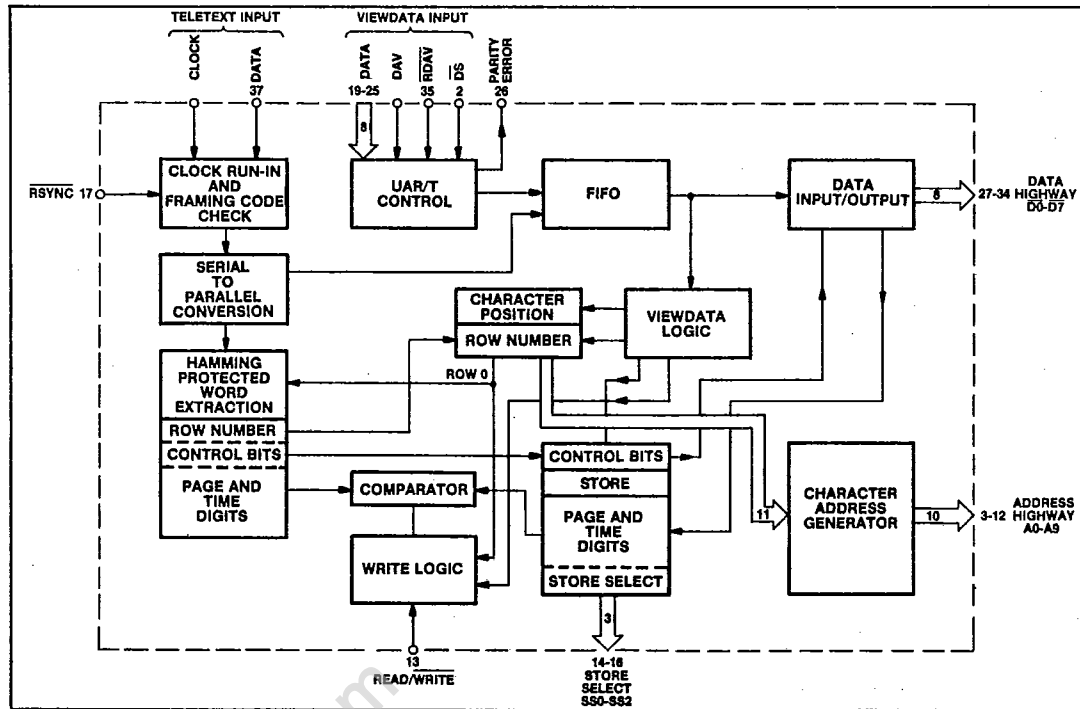 TELETEXT INPUT
VIEWDATA INPUT
CLOCK
DATA
37
DATA
19-25
DAV
RDAV
35
DS
2
PARITY
ERROR
26
8
RSYNC 17
CLOCK RUN-IN
AND
FRAMING CODE
CHECK
UAR/T
CONTROL
FIFO
DATA
INPUT/OUTPUT
8
27-34
DATA
HIGHWAY
D0-D7
SERIAL
TO
PARALLEL
CONVERSION
CHARACTER
POSITION
ROW NUMBER
VIEWDATA
LOGIC
HAMMING
PROTECTED
WORD
EXTRACTION
ROW NUMBER
CONTROL BITS
PAGE AND
TIME
DIGITS
ROW 0
COMPARATOR
WRITE LOGIC
CONTROL BITS
STORE
PAGE AND
TIME
DIGITS
STORE SELECT
11
CHARACTER
ADDRESS
GENERATOR
10
3-12
ADDRESS
HIGHWAY
A0-A9
3
13
READ/WRITE
14-16
STORE
SELECT
SS0-SS2